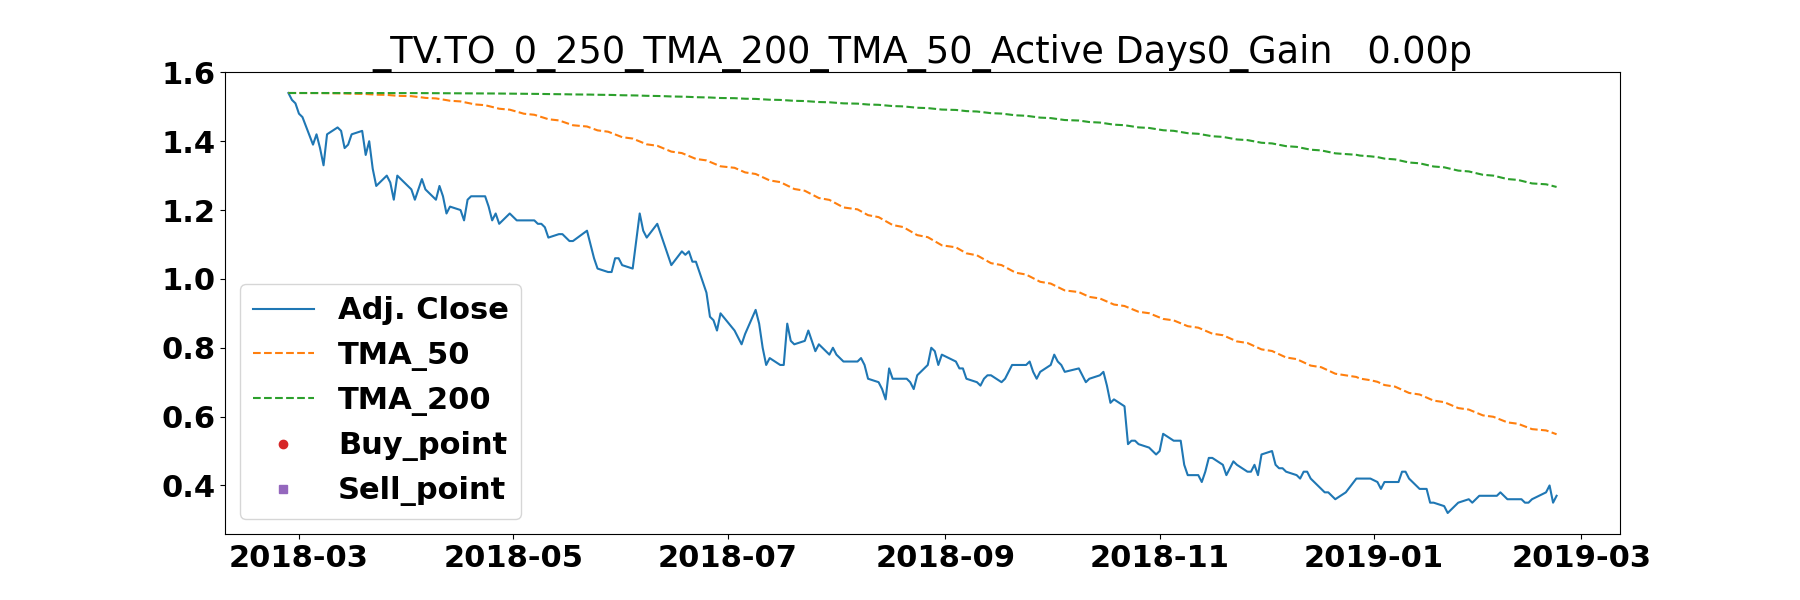 _TV.TO_0_250_TMA_200_TMA_50_Active Days0_Gain   0.00p
1.6
1.4
1.2
1.0
0.8
0.6
0.4
Adj. Close
TMA_50
TMA_200
Buy_point
Sell_point
2018-03 2018-05 2018-07 2018-09 2018-11 2019-01 2019-03